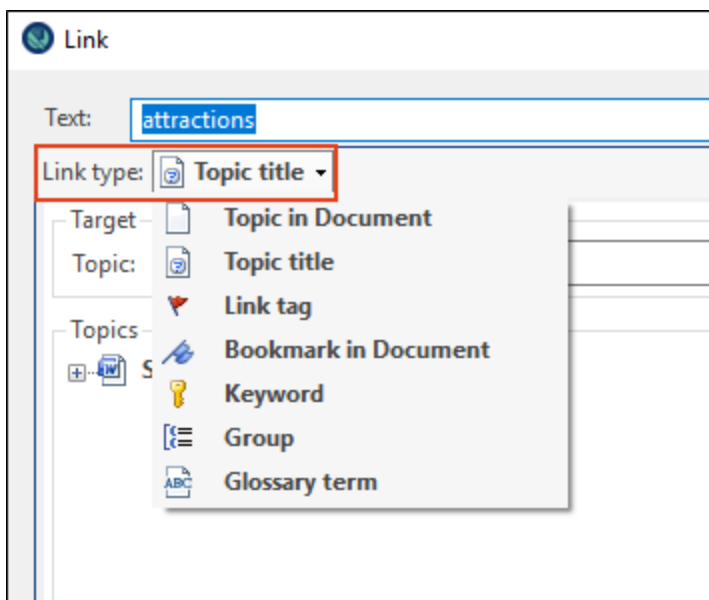 Link
Text: attractions
Link type: Topic title
Target
Topic in Document
Topic: Topic title
Link tag
Topics
Bookmark in Document
S
Keyword
Group
ABC Glossary term